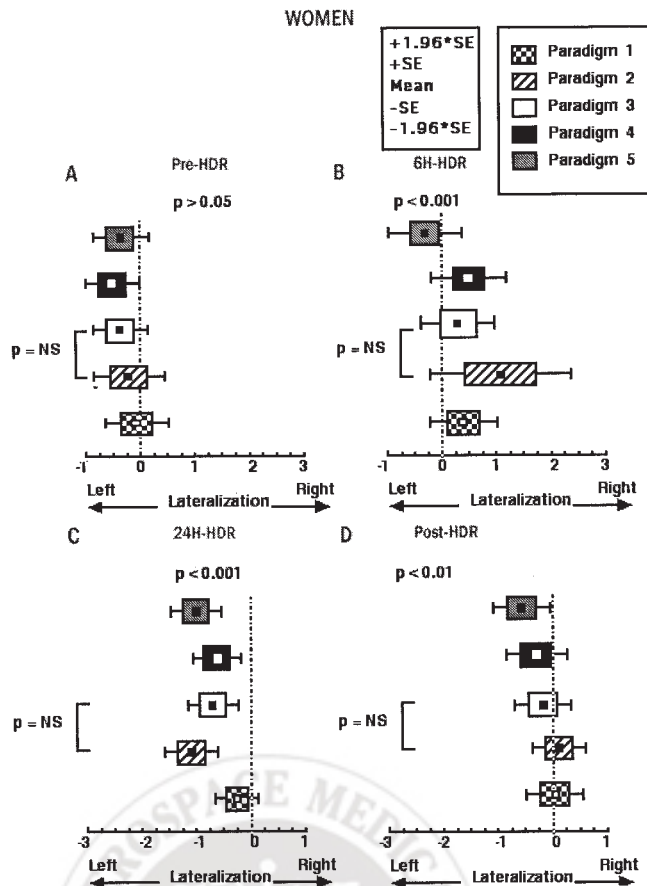 WOMEN
+1.96*SE
+SE
Mean
-SE
-1.96*SE
Paradigm 1
Paradigm 2
Paradigm 3
Paradigm 4
Paradigm 5
A
Pre-HDR
p > 0.05
p = NS
-1 0 1 2 3
Left Lateralization Right
B
6H-HDR
p < 0.001
p = NS
-1 0 1 2 3
Left Lateralization Right
C
24H-HDR
p < 0.001
p = NS
-3 -2 -1 0 1
Left Lateralization Right
D
Post-HDR
p < 0.01
p = NS
-3 -2 -1 0 1
Left Lateralization Right
ROSPACE MEDIC